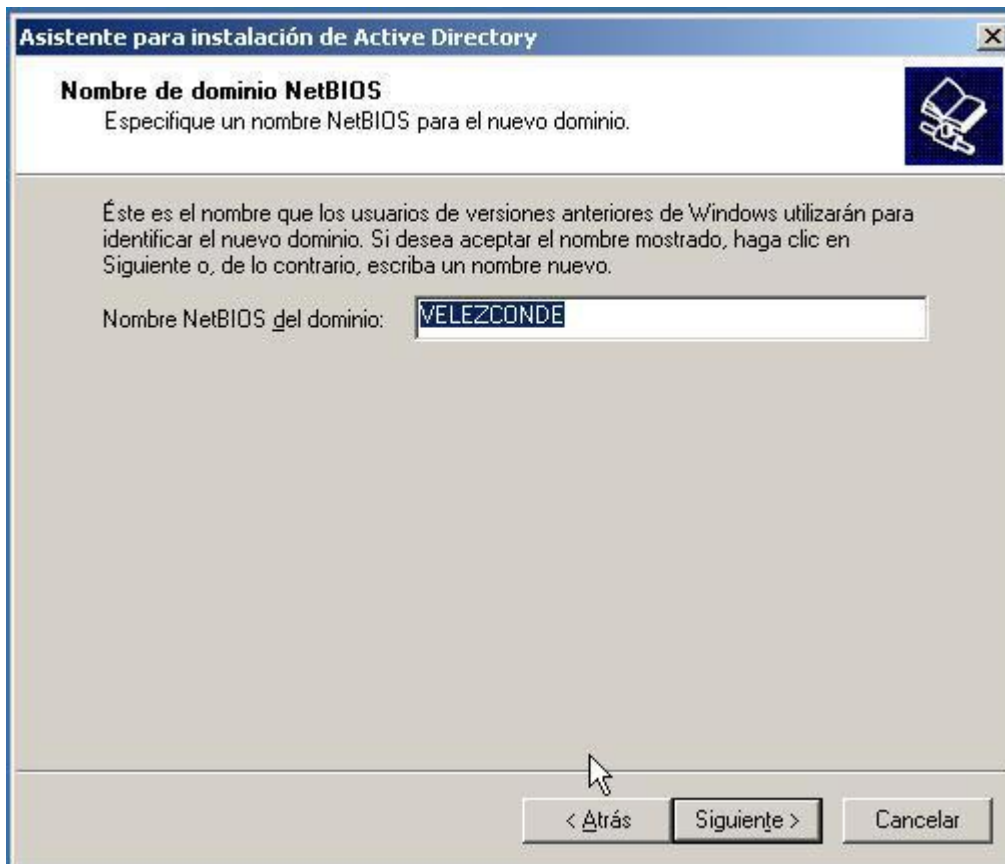 Asistente para instalación de Active Directory
Nombre de dominio NetBIOS
Especifique un nombre NetBIOS para el nuevo dominio.
Éste es el nombre que los usuarios de versiones anteriores de Windows utilizarán para
identificar el nuevo dominio. Si desea aceptar el nombre mostrado, haga clic en
Siguiente o, de lo contrario, escriba un nombre nuevo.
Nombre NetBIOS del dominio: VELEZCONDE
< Atrás Siguiente > Cancelar